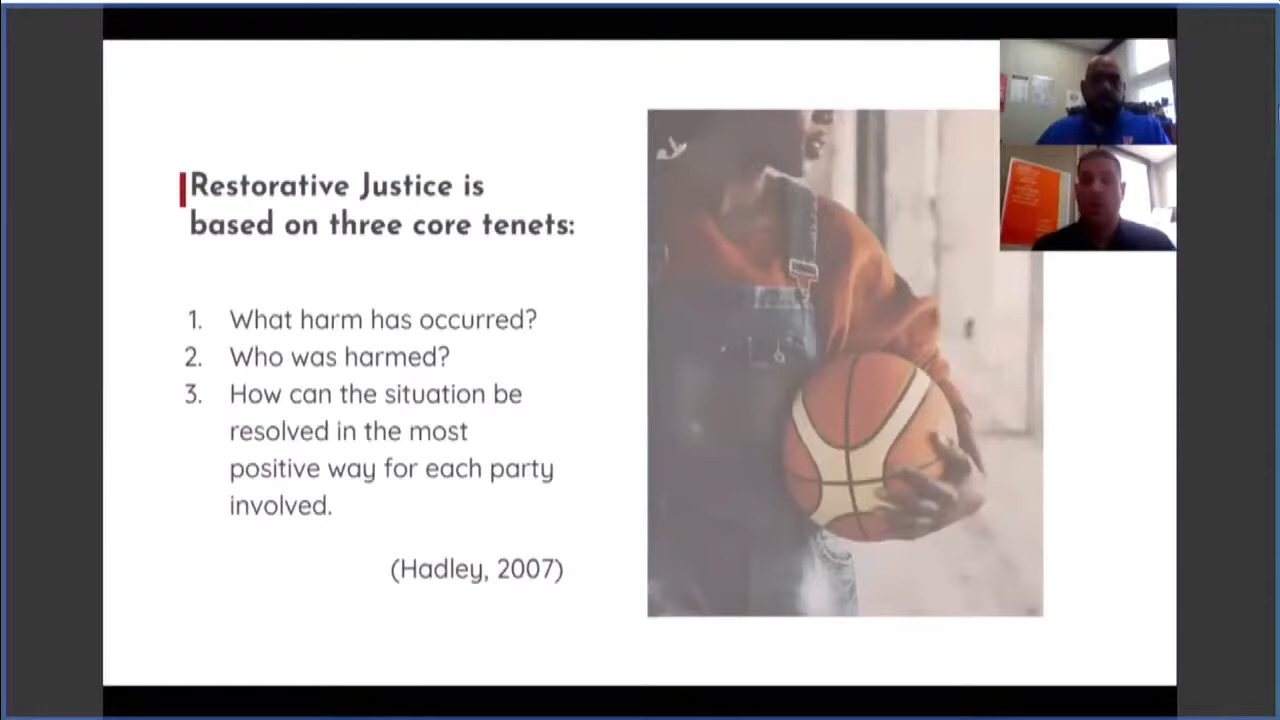 Restorative Justice is
based on three core tenets:
1. What harm has occurred?
2. Who was harmed?
3. How can the situation be
resolved in the most
positive way for each party
involved.
(Hadley, 2007)